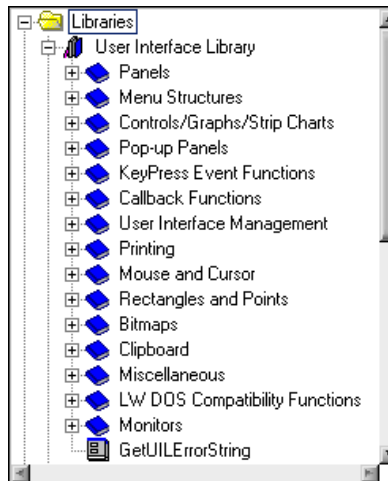 Libraries
User Interface Library
Panels
Menu Structures
Controls/Graphs/Strip Charts
Pop-up Panels
KeyPress Event Functions
Callback Functions
User Interface Management
Printing
Mouse and Cursor
Rectangles and Points
Bitmaps
Clipboard
Miscellaneous
LW DOS Compatibility Functions
Monitors
GetUILErrorString